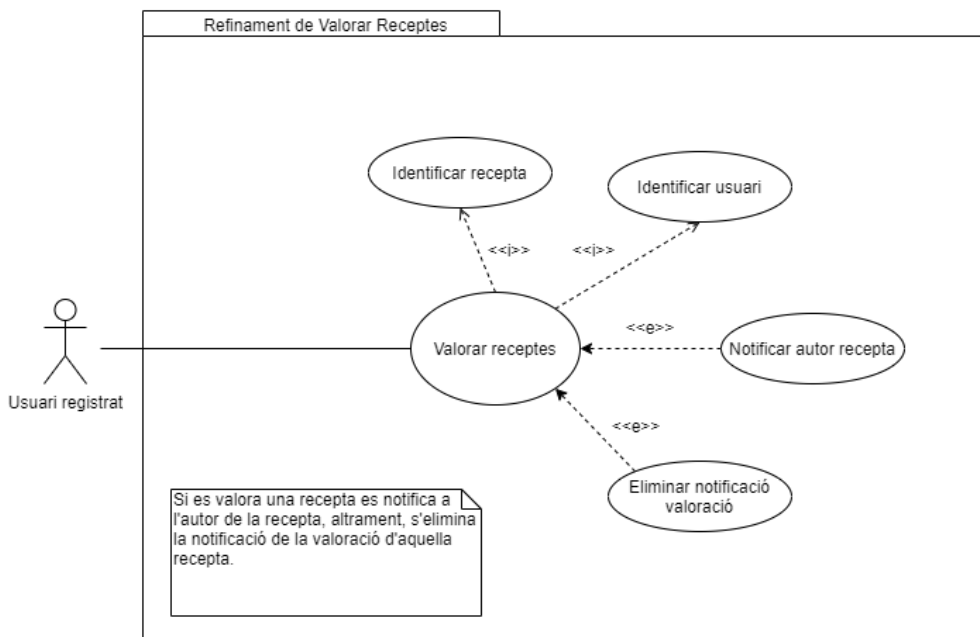 Refinament de Valorar Receptes
Identificar recepta
Identificar usuari
<<i>>
<<i>>
<<e>>
Valorar receptes
Notificar autor recepta
Usuari registrat
<<e>>
Eliminar notificació
valoració
Si es valora una recepta es notifica a
l'autor de la recepta, altrament, s'elimina
la notificació de la valoració d'aquella
recepta.